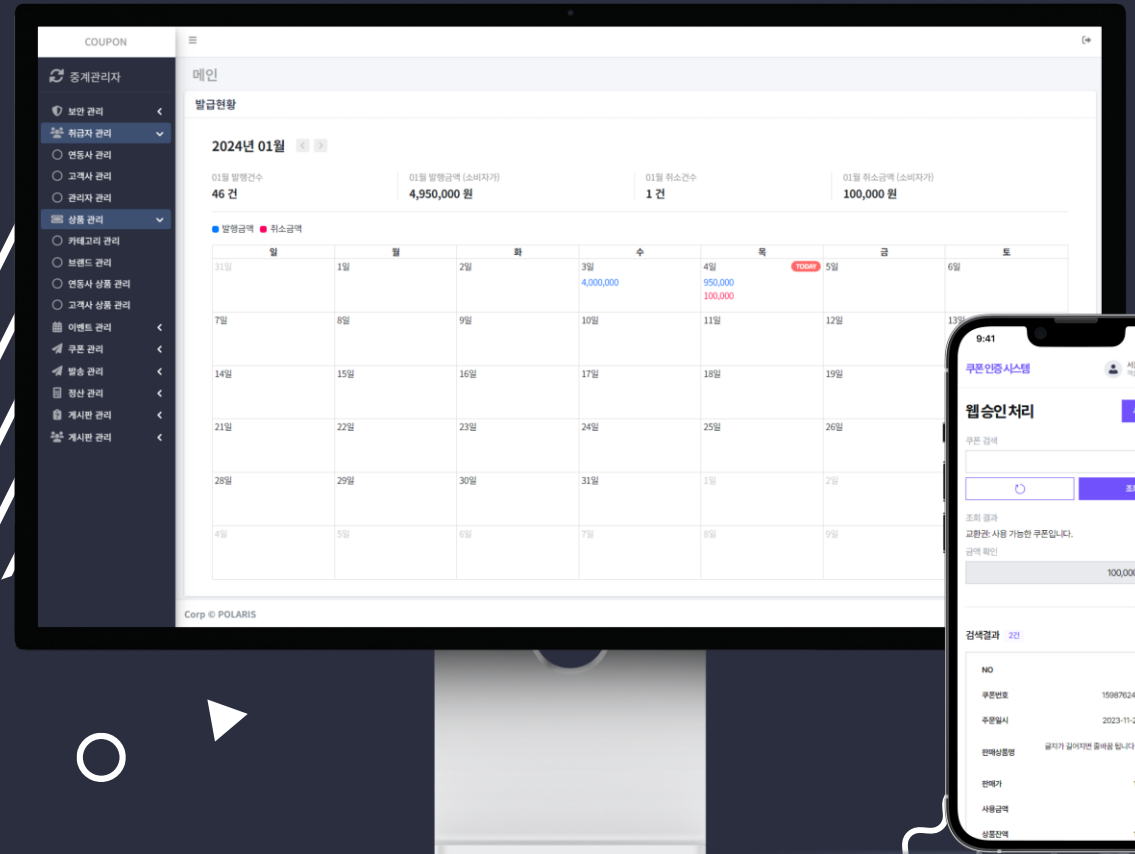 COUPON
중계관리자
보안 관리
취급자 관리
연동사 관리
고객사 관리
관리자 관리
상품 관리
카테고리 관리
브랜드 관리
연동사 상품 관리
고객사 상품 관리
이벤트 관리
쿠폰 관리
발송 관리
정산 관리
게시판 관리
게시판 관리
메인
발급현황
2024년 01월
01월 발행건수 01월 발행금액 (소비자가) 01월 취소건수 01월 취소금액 (소비자가)
46 건 4,950,000 원 1 건 100,000 원
발행금액 취소금액
일 월 화 수 목 금 토
31일 1일 2일 3일 4일 TODAY 5일 6일
4,000,000 950,000
100,000
7일 8일 9일 10일 11일 12일 13일
14일 15일 16일 17일 18일 19일
21일 22일 23일 24일 25일 26일
28일 29일 30일 31일 1일 2일
4일 5일 6일 7일 8일 9일
Corp © POLARIS
9:41
쿠폰인증시스템
웹 승인 처리
쿠폰 검색
조회 결과
교환권: 사용 가능한 쿠폰입니다.
금액 확인
100,000
검색결과 2건
NO
쿠폰번호 15987624
주문일시 2023-11-2
판매상품명 글자가 길어지면 줄바꿈 됩니다
판매가
사용금액
상품잔액